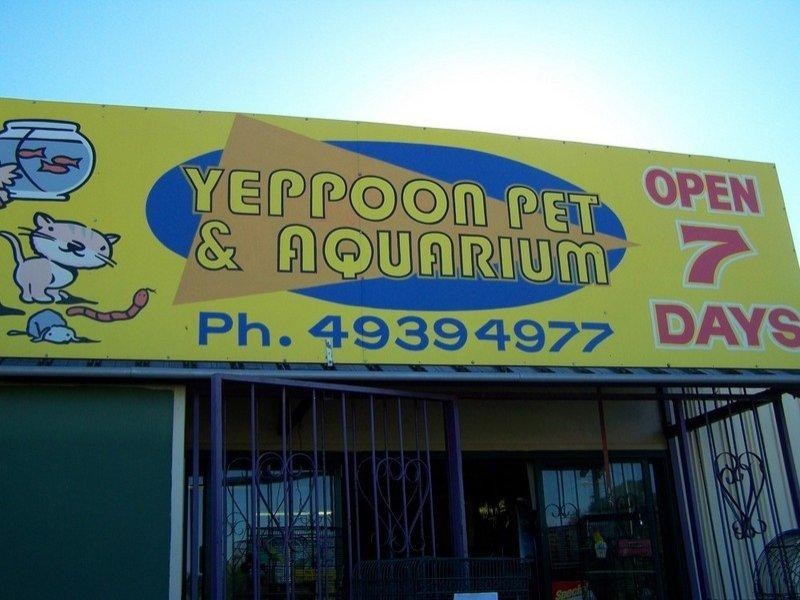 YEPPOON PET
& AQUARIUM
Ph. 49394977
OPEN
7
DAYS